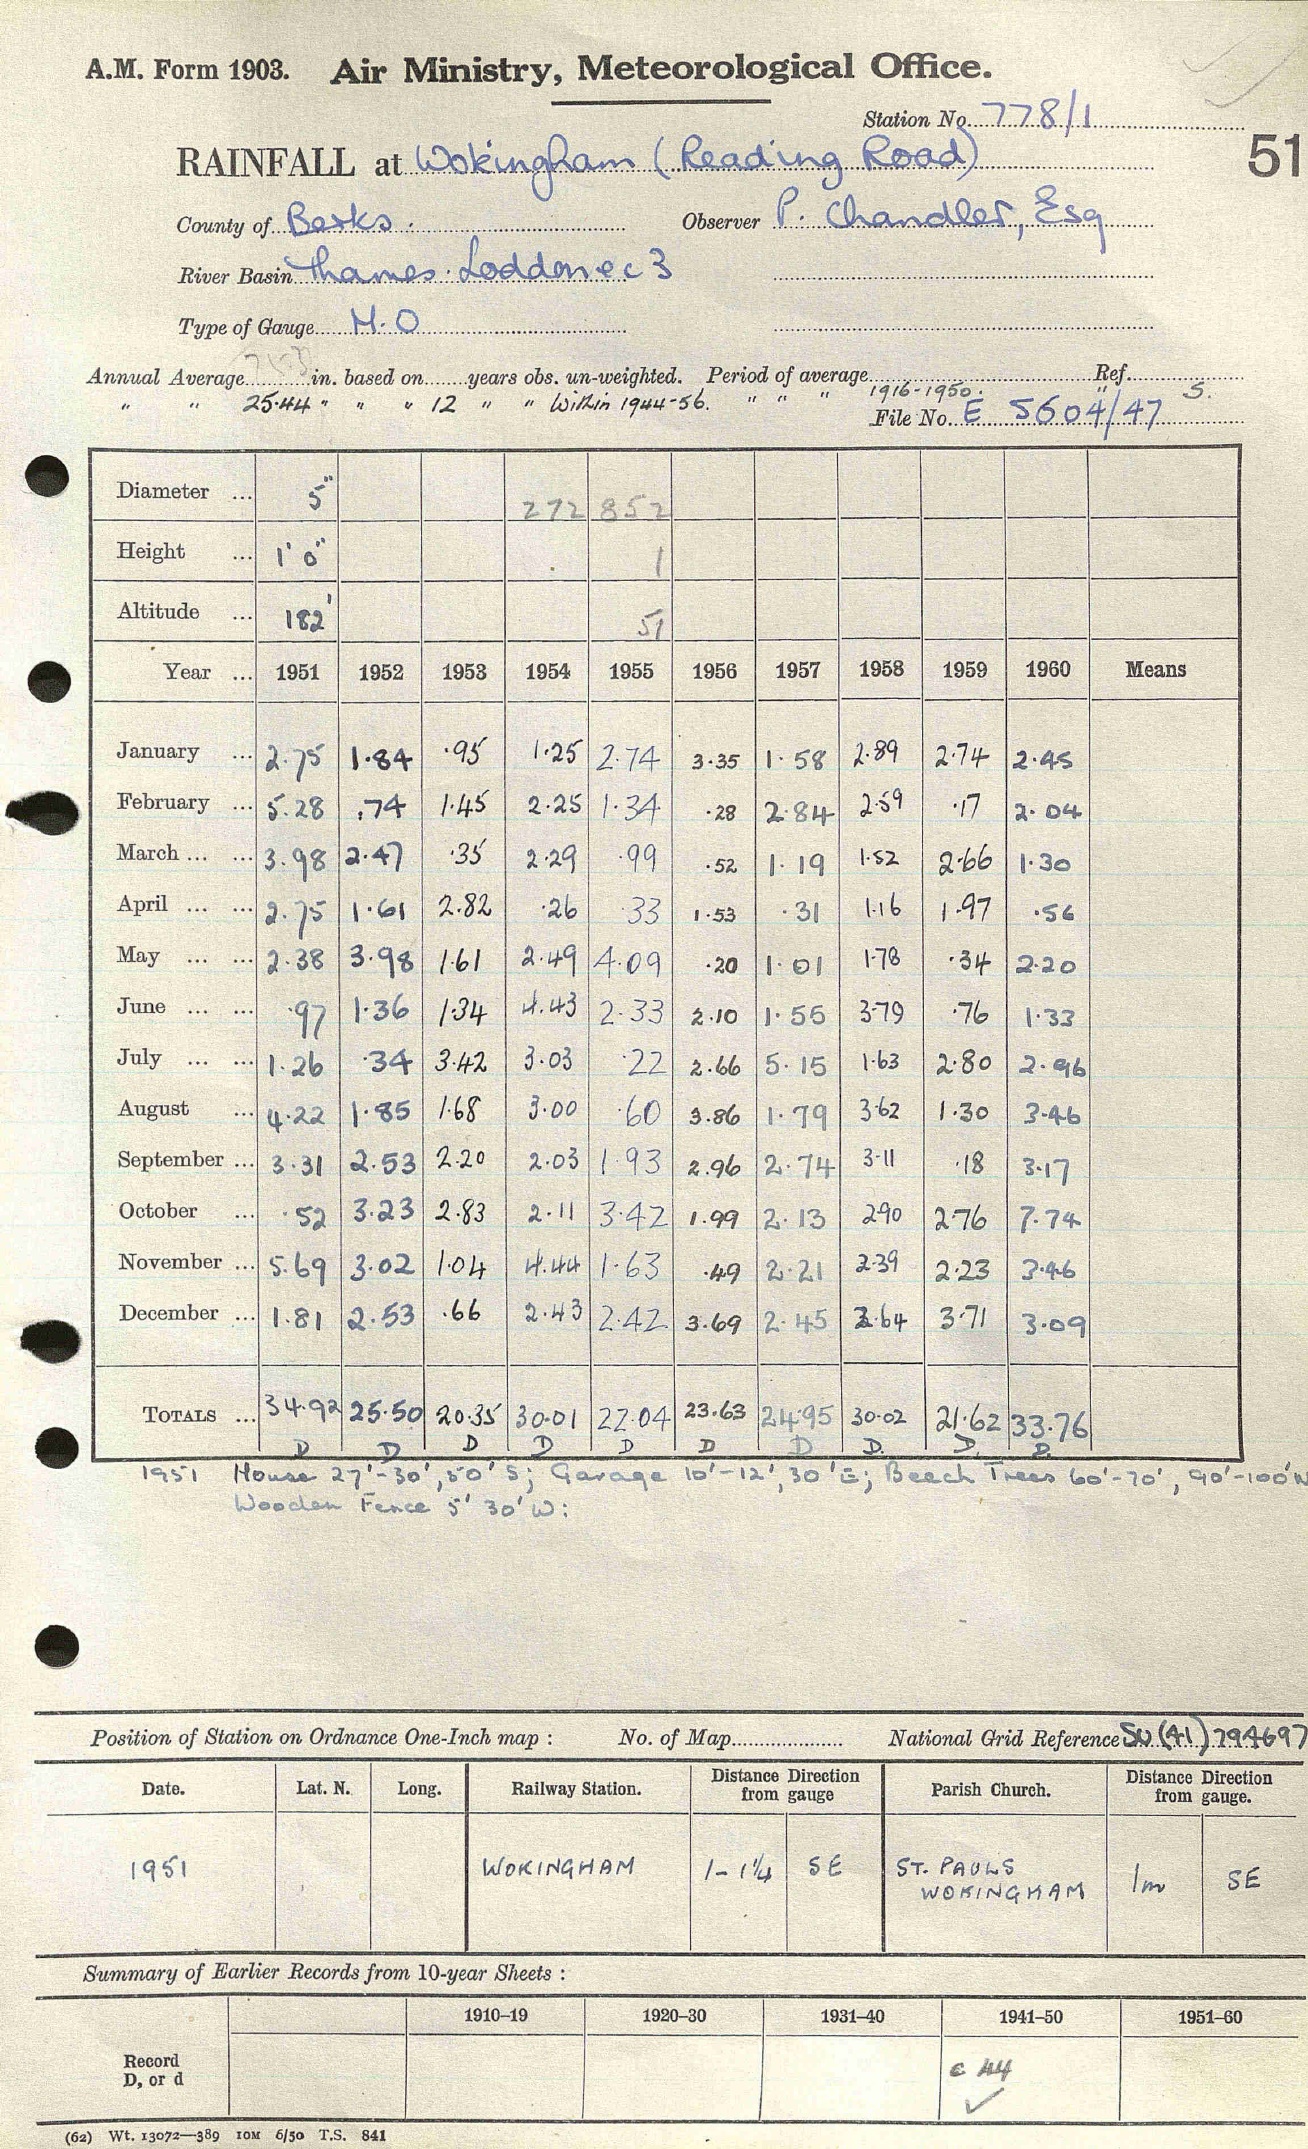 A.M. Form 1903. Air Ministry, Meteorological Office.
Station No. 778/1
51
RAINFALL at Wokingham (Reading Road)
County of Berks. Observer P. Chandler, Esq
River Basin Thames: Loddon ec 3
Type of Gauge M.O
Annual Average in. based on years obs. un-weighted. Period of average Ref.
" " 25.44 " " " 12 " " Within 1944-56. " " " 1916-1950. " S.
File No. E 5604/47
Diameter ... 5" 272 852
Height ... 1' 0" 1
Altitude ... 182' 51
Year ... 1951 1952 1953 1954 1955 1956 1957 1958 1959 1960 Means
January ... 2.75 1.84 .95 1.25 2.74 3.35 1.58 2.89 2.74 2.45
February ... 5.28 .74 1.45 2.25 1.34 .28 2.84 2.59 .17 2.04
March ... ... 3.98 2.47 .35 2.29 .99 .52 1.19 1.52 2.66 1.30
April ... ... 2.75 1.61 2.82 .26 .33 1.53 .31 1.16 1.97 .56
May ... ... 2.38 3.98 1.61 2.49 4.09 .20 1.01 1.78 .34 2.20
June ... ... .97 1.36 1.34 4.43 2.33 2.10 1.55 3.79 .76 1.33
July ... ... 1.26 .34 3.42 3.03 .22 2.66 5.15 1.63 2.80 2.96
August ... 4.22 1.85 1.68 3.00 .60 3.86 1.79 3.62 1.30 3.46
September ... 3.31 2.53 2.20 2.03 1.93 2.96 2.74 3.11 .18 3.17
October ... .52 3.23 2.83 2.11 3.42 1.99 2.13 2.90 2.76 7.74
November ... 5.69 3.02 1.04 4.44 1.63 .49 2.21 2.39 2.23 3.46
December ... 1.81 2.53 .66 2.43 2.42 3.69 2.45 2.64 3.71 3.09
TOTALS ... 34.92 25.50 20.35 30.01 22.04 23.63 24.95 30.02 21.62 33.76
D D D D D D D D. D. D
1951 House 27'-30', 50' S; Garage 10'-12', 30' E; Beech Trees 60'-70', 90'-100' N
Wooden Fence 5' 30' W:
Position of Station on Ordnance One-Inch map : No. of Map National Grid Reference SU (41) 794697
Date. Lat. N. Long. Railway Station. Distance Direction from gauge Parish Church. Distance Direction from gauge.
1951 WOKINGHAM 1-1¼ SE ST. PAULS WOKINGHAM 1m SE
Summary of Earlier Records from 10-year Sheets :
1910–19 1920–30 1931–40 1941–50 1951–60
Record D, or d c 44
(62) Wt. 13072—389 10M 6/50 T.S. 841